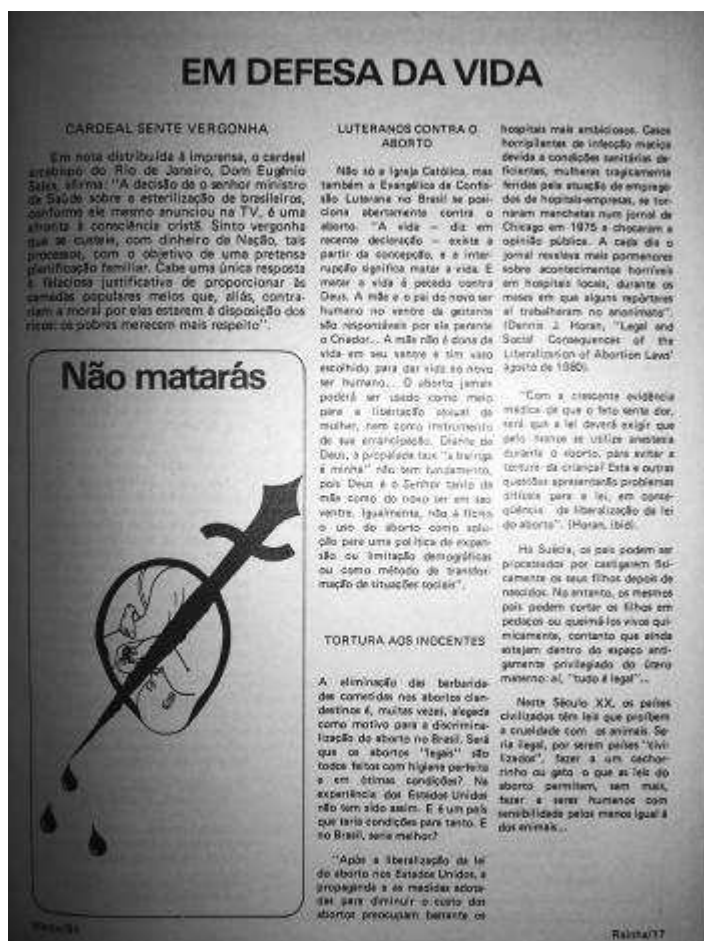 EM DEFESA DA VIDA
CARDEAL SENTE VERGONHA
Em nota distribuída à imprensa, o cardeal
arcebispo do Rio de Janeiro, Dom Eugênio
Sales, afirma: "A decisão de o senhor ministro
da Saúde sobre a esterilização de brasileiros,
conforme ele mesmo anunciou na TV, é uma
afronta à consciência cristã. Sinto vergonha
que se custeie, com dinheiro da Nação, tais
processos, com o objetivo de uma pretensa
planificação familiar. Cabe uma única resposta
à falaciosa justificativa de proporcionar às
camadas populares meios que, aliás, contra-
riam a moral por eles estarem à disposição dos
ricos: os pobres merecem mais respeito".
Não matarás
LUTERANOS CONTRA O
ABORTO
Não só a Igreja Católica, mas
também a Evangélica de Confis-
são Luterana no Brasil se posi-
ciona abertamente contra o
aborto. "A vida — diz em
recente declaração — existe a
partir da concepção, e a inter-
rupção significa matar a vida. E
matar a vida é pecado contra
Deus. A mãe e o pai do novo ser
humano no ventre da gestante
são responsáveis por ele perante
o Criador... A mãe não é dona da
vida em seu ventre e sim vaso
escolhido para dar vida ao novo
ser humano... O aborto jamais
poderá ser usado como meio
para a libertação sexual da
mulher, nem como instrumento
de sua emancipação. Diante de
Deus, a propalada tese "a barriga
é minha" não tem fundamento,
pois Deus é o Senhor tanto da
mãe como do novo ser em seu
ventre. Igualmente, não é lícito
o uso do aborto como solu-
ção para uma política de expan-
são ou limitação demográficas
ou como método de transfor-
mação de situações sociais".
TORTURA AOS INOCENTES
A eliminação das barbarida-
des cometidas nos abortos clan-
destinos é, muitas vezes, alegada
como motivo para a discrimina-
lização do aborto no Brasil. Será
que os abortos "legais" são
todos feitos com higiene perfeita
e em ótimas condições? Na
experiência dos Estados Unidos
não tem sido assim. E é um país
que teria condições para tanto. E
no Brasil, seria melhor?
"Após a liberalização da lei
do aborto nos Estados Unidos, a
propaganda e as medidas adota-
das para diminuir o custo dos
abortos preocupam bastante os
hospitais mais ambiciosos. Casos
horripilantes de infecção maciça
devida a condições sanitárias de-
ficientes, mulheres tragicamente
feridas pela atuação de emprega-
dos de hospitais-empresas, se tor-
naram manchetes num jornal de
Chicago em 1975 e chocaram a
opinião pública. A cada dia o
jornal revelava mais pormenores
sobre acontecimentos horríveis
em hospitais locais, durante os
meses em que alguns repórteres
aí trabalharam no anonimato".
(Dennis J. Horan, "Legal and
Social Consequences of the
Liberalization of Abortion Laws"
agosto de 1980).
"Com a crescente evidência
médica de que o feto sente dor,
será que a lei deverá exigir que
pelo menos se utilize anestesia
durante o aborto, para evitar a
tortura da criança? Esta e outras
questões apresentarão problemas
difíceis para a lei, em conse-
qüência da liberalização da lei
do aborto". (Horan, ibid).
Na Suécia, os pais podem ser
processados por castigarem fisi-
camente os seus filhos depois de
nascidos. No entanto, os mesmos
pais podem cortar os filhos em
pedaços ou queimá-los vivos qui-
micamente, contanto que ainda
estejam dentro do espaço anti-
gamente privilegiado do útero
materno: aí, "tudo é legal"...
Neste Século XX, os países
civilizados têm leis que proíbem
a crueldade com os animais. Se-
ria ilegal, por serem países "civi-
lizados", fazer a um cachor-
rinho ou gato o que as leis do
aborto permitem, sem mais,
fazer a seres humanos com
sensibilidade pelos menos igual à
dos animais...
Rainha/17